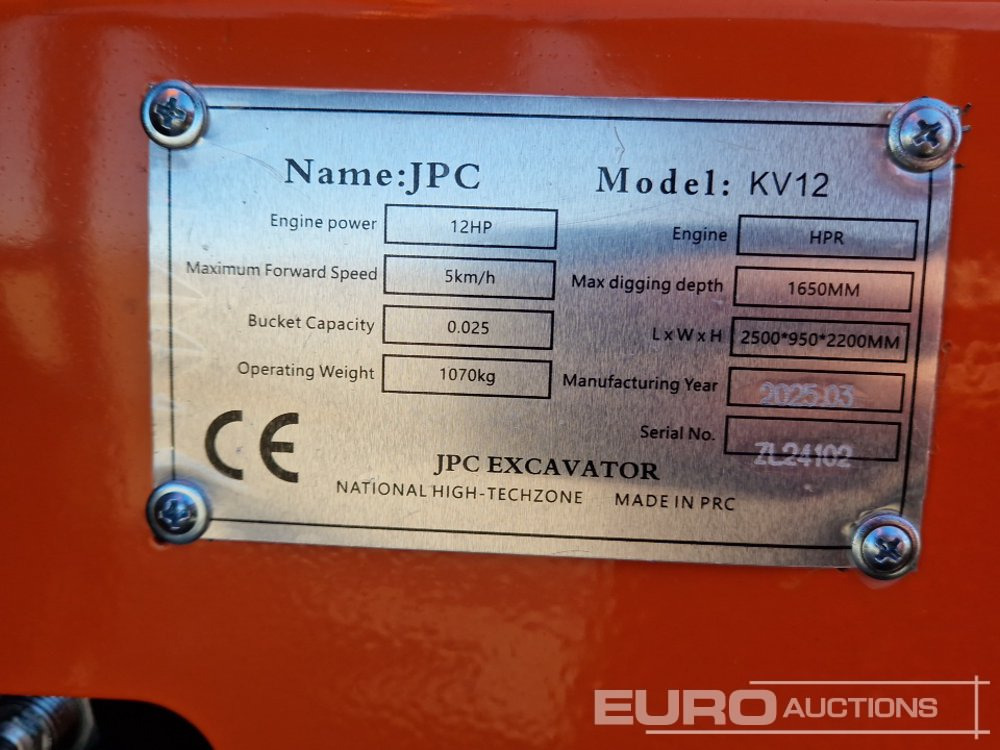 Name:JPC Model: KV12
Engine power 12HP Engine HPR
Maximum Forward Speed 5km/h Max digging depth 1650MM
Bucket Capacity 0.025 L x W x H 2500*950*2200MM
Operating Weight 1070kg Manufacturing Year 2025.03
Serial No. ZL24102
CE
JPC EXCAVATOR
NATIONAL HIGH-TECHZONE MADE IN PRC
EURO AUCTIONS